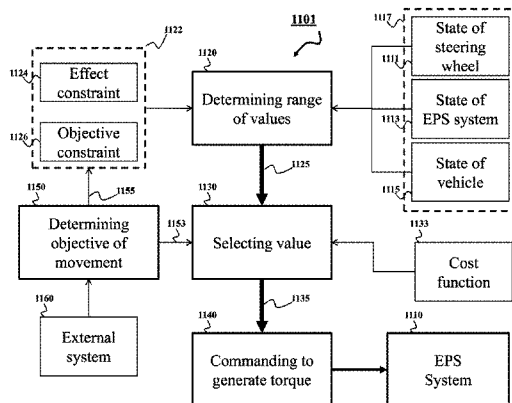 1101
1122
1124
Effect
constraint
1126
Objective
constraint
1120
Determining range
of values
1117
State of
steering
wheel
1111
State of
EPS system
1113
State of
vehicle
1115
1125
1155
1150
Determining
objective of
movement
1153
1130
Selecting value
1133
Cost
function
1135
1160
External
system
1140
Commanding to
generate torque
1110
EPS
System